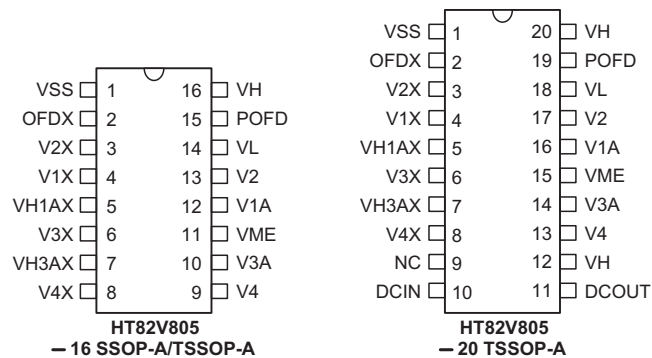 VSS 1 16 VH
OFDX 2 15 POFD
V2X 3 14 VL
V1X 4 13 V2
VH1AX 5 12 V1A
V3X 6 11 VME
VH3AX 7 10 V3A
V4X 8 9 V4
HT82V805
– 16 SSOP-A/TSSOP-A
VSS 1 20 VH
OFDX 2 19 POFD
V2X 3 18 VL
V1X 4 17 V2
VH1AX 5 16 V1A
V3X 6 15 VME
VH3AX 7 14 V3A
V4X 8 13 V4
NC 9 12 VH
DCIN 10 11 DCOUT
HT82V805
– 20 TSSOP-A